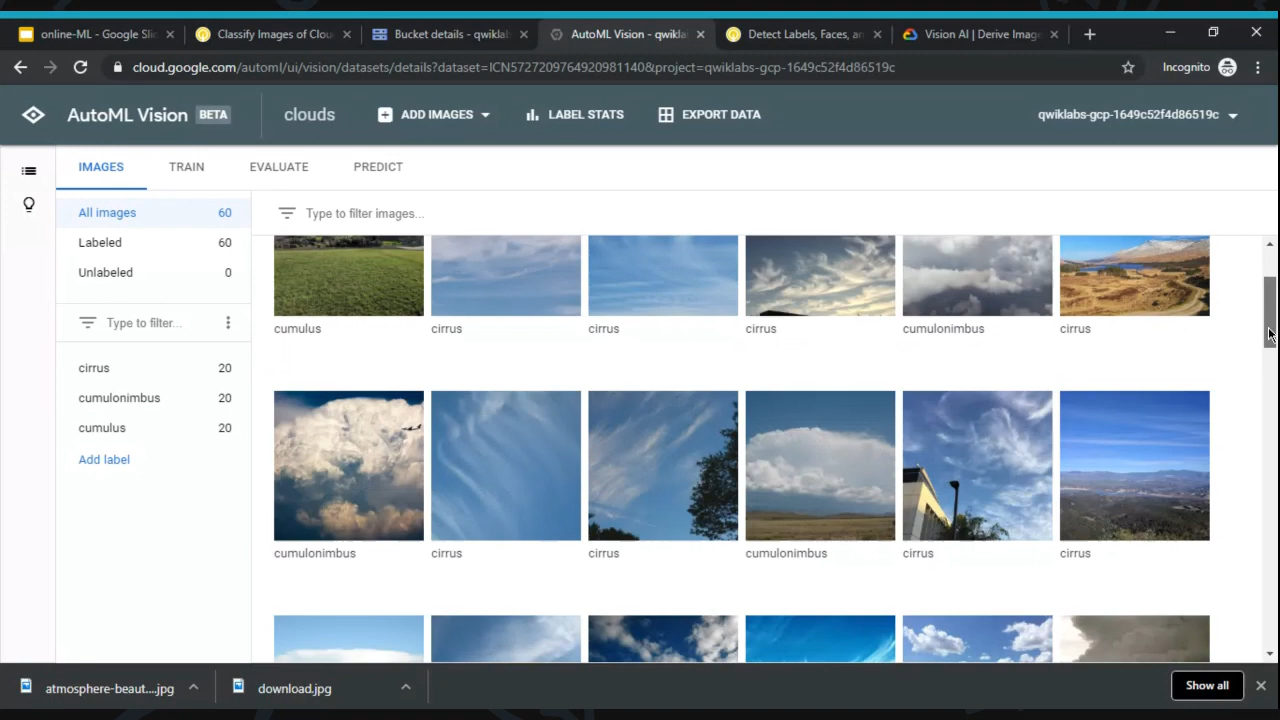 online-ML - Google Slid
Classify Images of Clou
Bucket details - qwikla
AutoML Vision - qwikla
Detect Labels, Faces, an
Vision AI | Derive Image
cloud.google.com/automl/ui/vision/datasets/details?dataset=ICN5727209764920981140&project=qwiklabs-gcp-1649c52f4d86519c
Incognito
AutoML Vision BETA
clouds
ADD IMAGES
LABEL STATS
EXPORT DATA
qwiklabs-gcp-1649c52f4d86519c
IMAGES
TRAIN
EVALUATE
PREDICT
All images 60
Labeled 60
Unlabeled 0
Type to filter...
cirrus 20
cumulonimbus 20
cumulus 20
Add label
Type to filter images...
cumulus cirrus cirrus cirrus cumulonimbus cirrus
cumulonimbus cirrus cirrus cumulonimbus cirrus cirrus
atmosphere-beaut....jpg
download.jpg
Show all